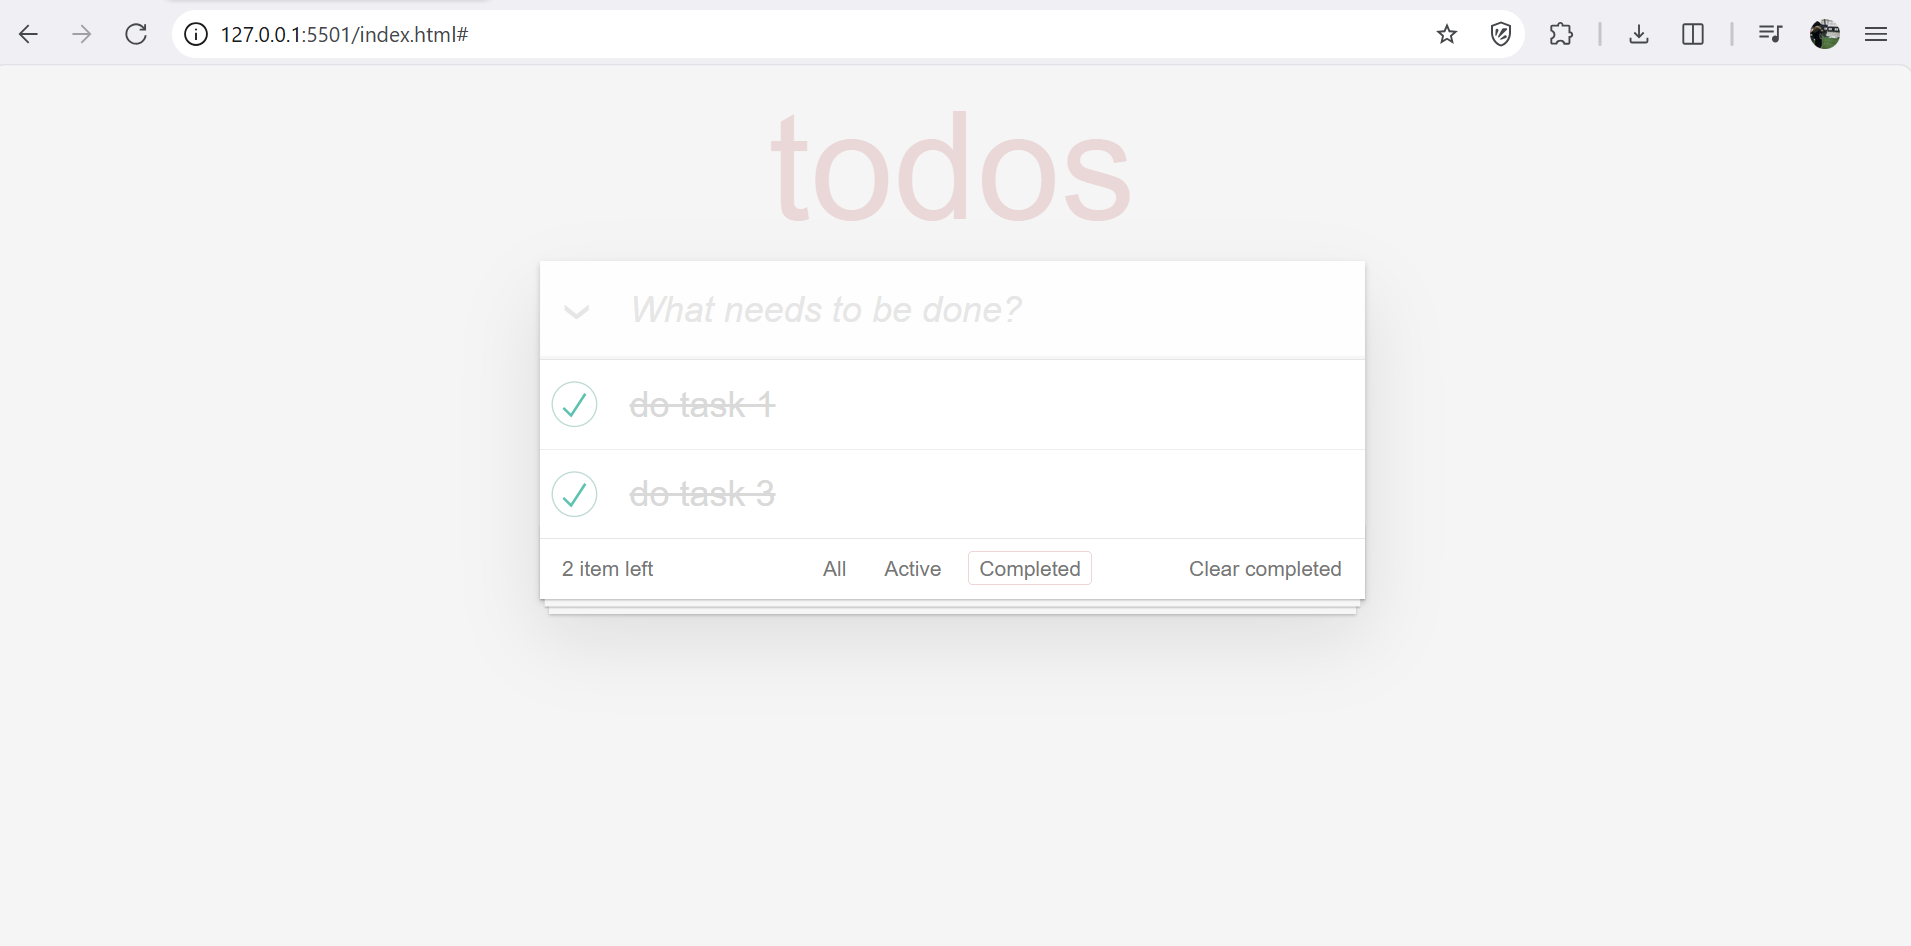 127.0.0.1:5501/index.html#
todos
What needs to be done?
do task 1
do task 3
2 item left All Active Completed Clear completed